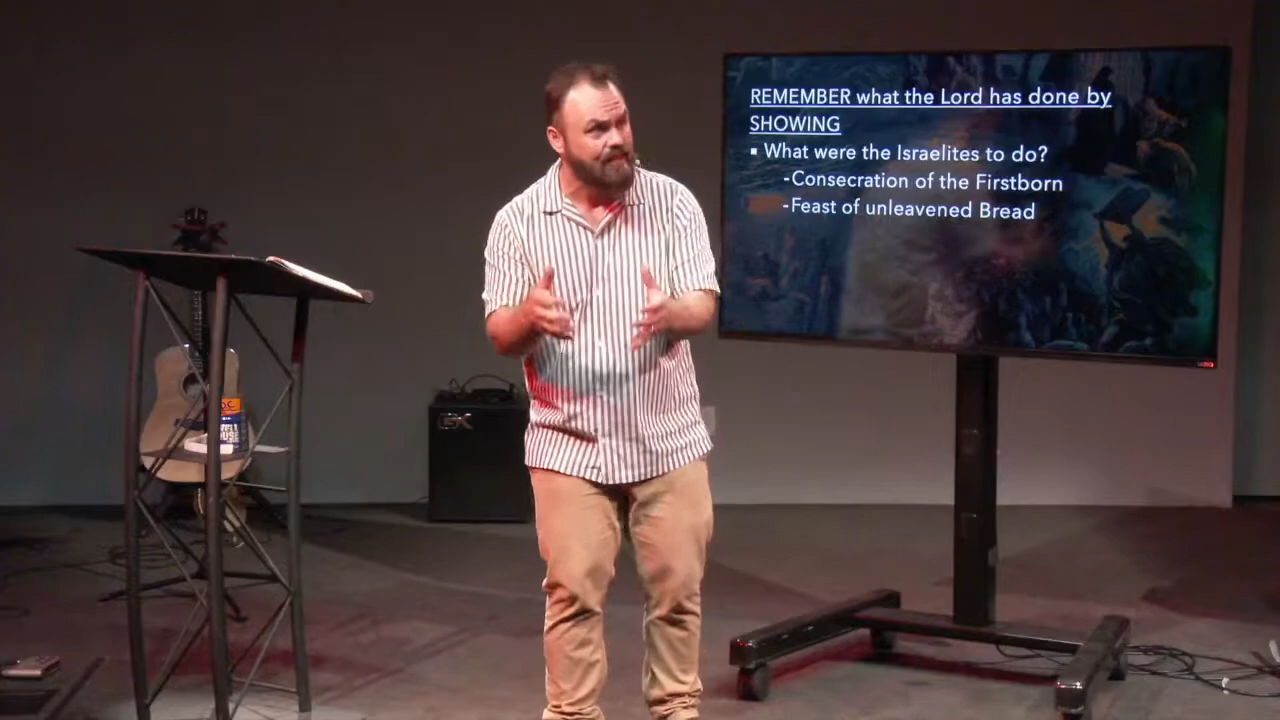 REMEMBER what the Lord has done by
SHOWING
▪ What were the Israelites to do?
-Consecration of the Firstborn
-Feast of unleavened Bread
GK